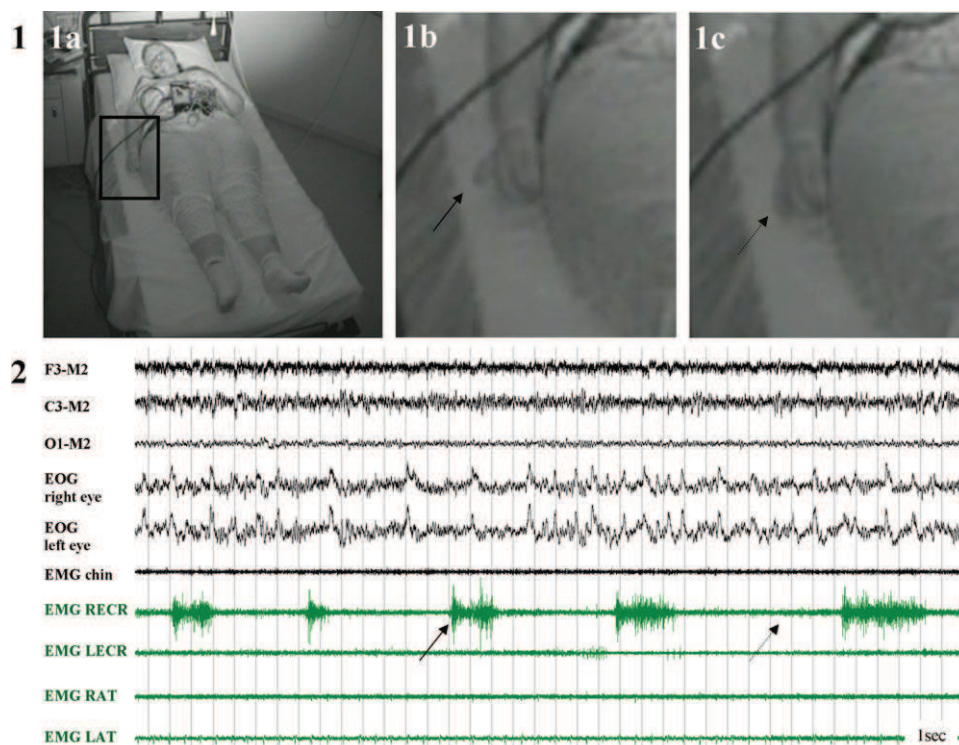 1
1a
1b
1c
2
F3-M2
C3-M2
O1-M2
EOG
right eye
EOG
left eye
EMG chin
EMG RECR
EMG LECR
EMG RAT
EMG LAT
1sec